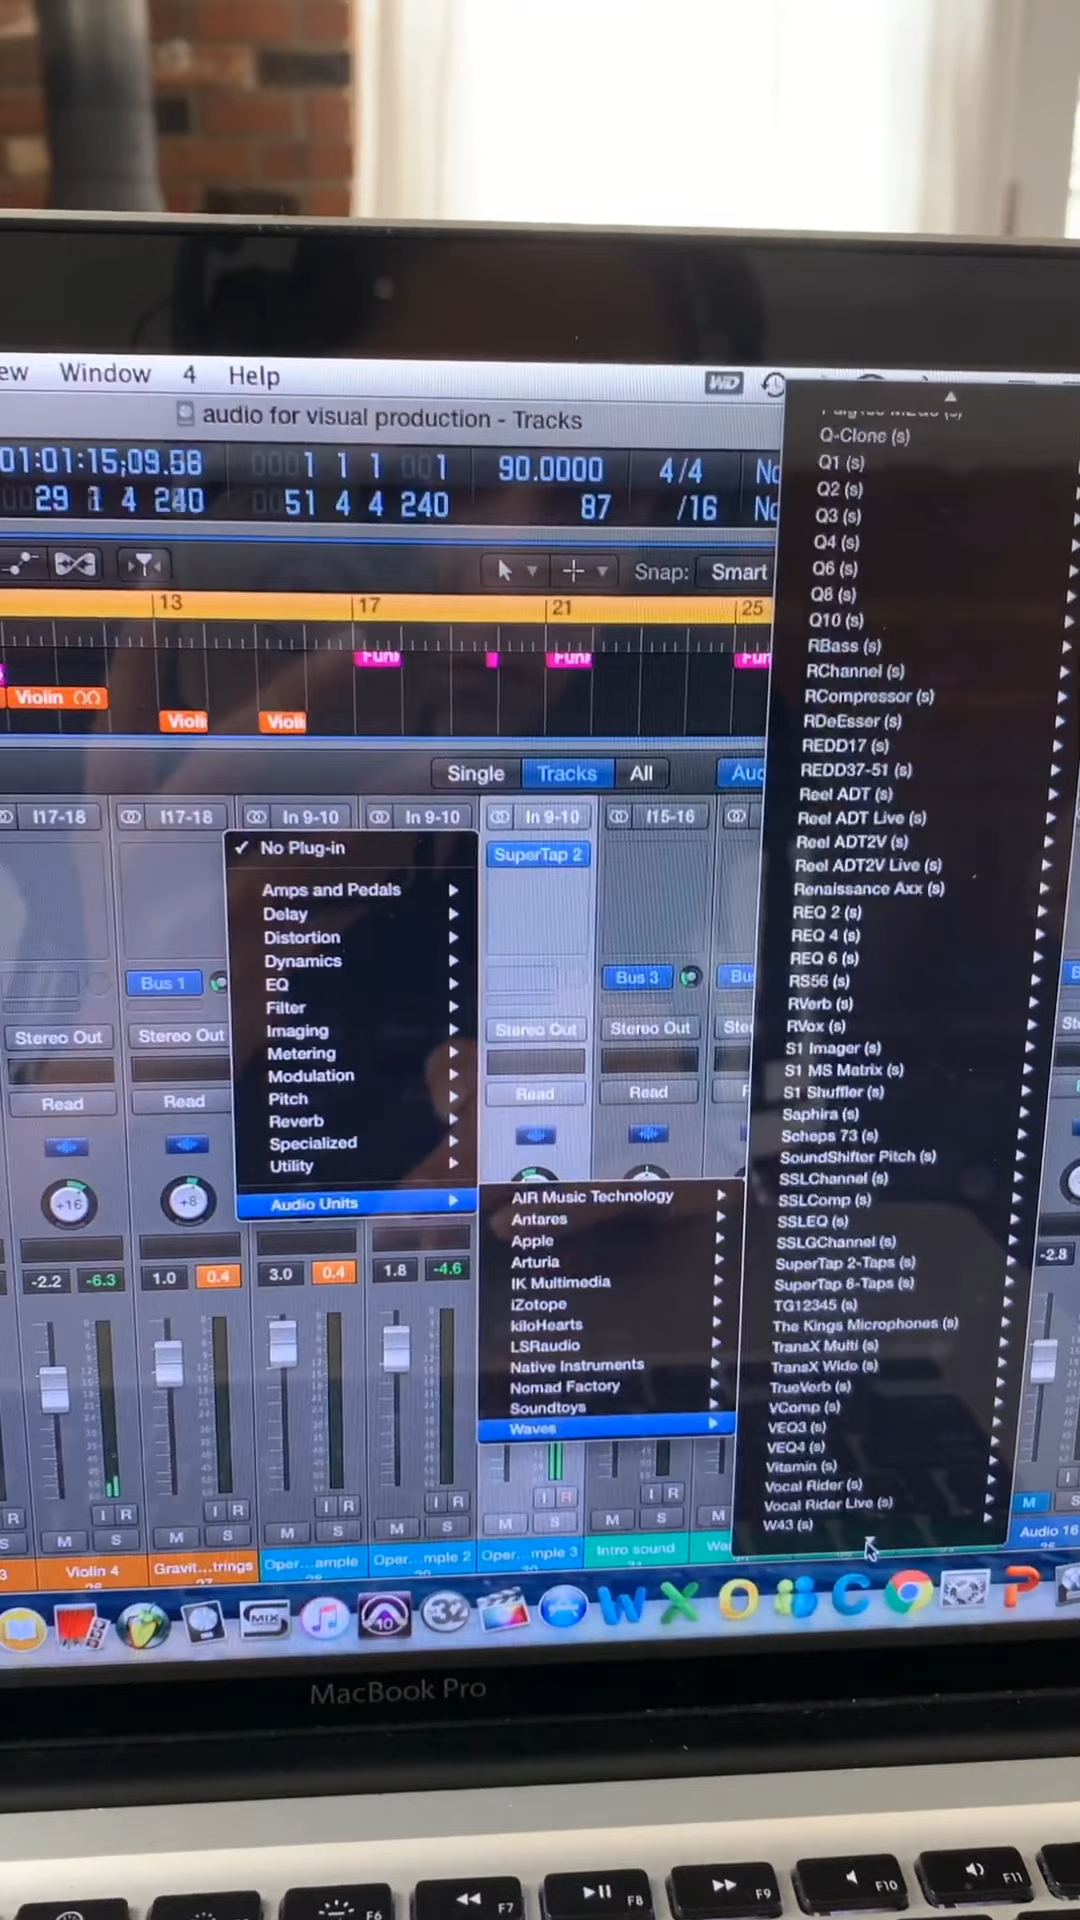 ew Window 4 Help
WD
audio for visual production - Tracks
01:01:15;09.58
29 1 4 240
1 1 1 001
51 4 4 240
90.0000
87
4/4
/16
Snap: Smart
13 17 21 25
Funk
Funk
Violin
Single Tracks All
I17-18 I17-18 In 9-10 In 9-10 In 9-10 I15-16
SuperTap 2
Bus 1
Bus 3
Stereo Out Stereo Out Stereo Out Stereo Out
Read Read Read Read
✓ No Plug-in
Amps and Pedals
Delay
Distortion
Dynamics
EQ
Filter
Imaging
Metering
Modulation
Pitch
Reverb
Specialized
Utility
Audio Units
AIR Music Technology
Antares
Apple
Arturia
IK Multimedia
iZotope
kiloHearts
LSRaudio
Native Instruments
Nomad Factory
Soundtoys
Waves
Q-Clone (s)
Q1 (s)
Q2 (s)
Q3 (s)
Q4 (s)
Q6 (s)
Q8 (s)
Q10 (s)
RBass (s)
RChannel (s)
RCompressor (s)
RDeEsser (s)
REDD17 (s)
REDD37-51 (s)
Reel ADT (s)
Reel ADT Live (s)
Reel ADT2V (s)
Reel ADT2V Live (s)
Renaissance Axx (s)
REQ 2 (s)
REQ 4 (s)
REQ 6 (s)
RS56 (s)
RVerb (s)
RVox (s)
S1 Imager (s)
S1 MS Matrix (s)
S1 Shuffler (s)
Saphira (s)
Scheps 73 (s)
SoundShifter Pitch (s)
SSLChannel (s)
SSLComp (s)
SSLEQ (s)
SSLGChannel (s)
SuperTap 2-Taps (s)
SuperTap 6-Taps (s)
TG12345 (s)
The Kings Microphones (s)
TransX Multi (s)
TransX Wide (s)
TrueVerb (s)
VComp (s)
VEQ3 (s)
VEQ4 (s)
Vitamin (s)
Vocal Rider (s)
Vocal Rider Live (s)
W43 (s)
+16 +8
-2.2 -6.3 1.0 0.4 3.0 0.4 1.8 -4.6 -2.8
I R I R I R I R I R I R
M S M S M S M S M S M S M
Violin 4 Gravit...trings Oper...ample Oper...mple 2 Oper...mple 3 Intro sound Audio 16
MIX 10 32
MacBook Pro
F6 F7 F8 F9 F10 F11